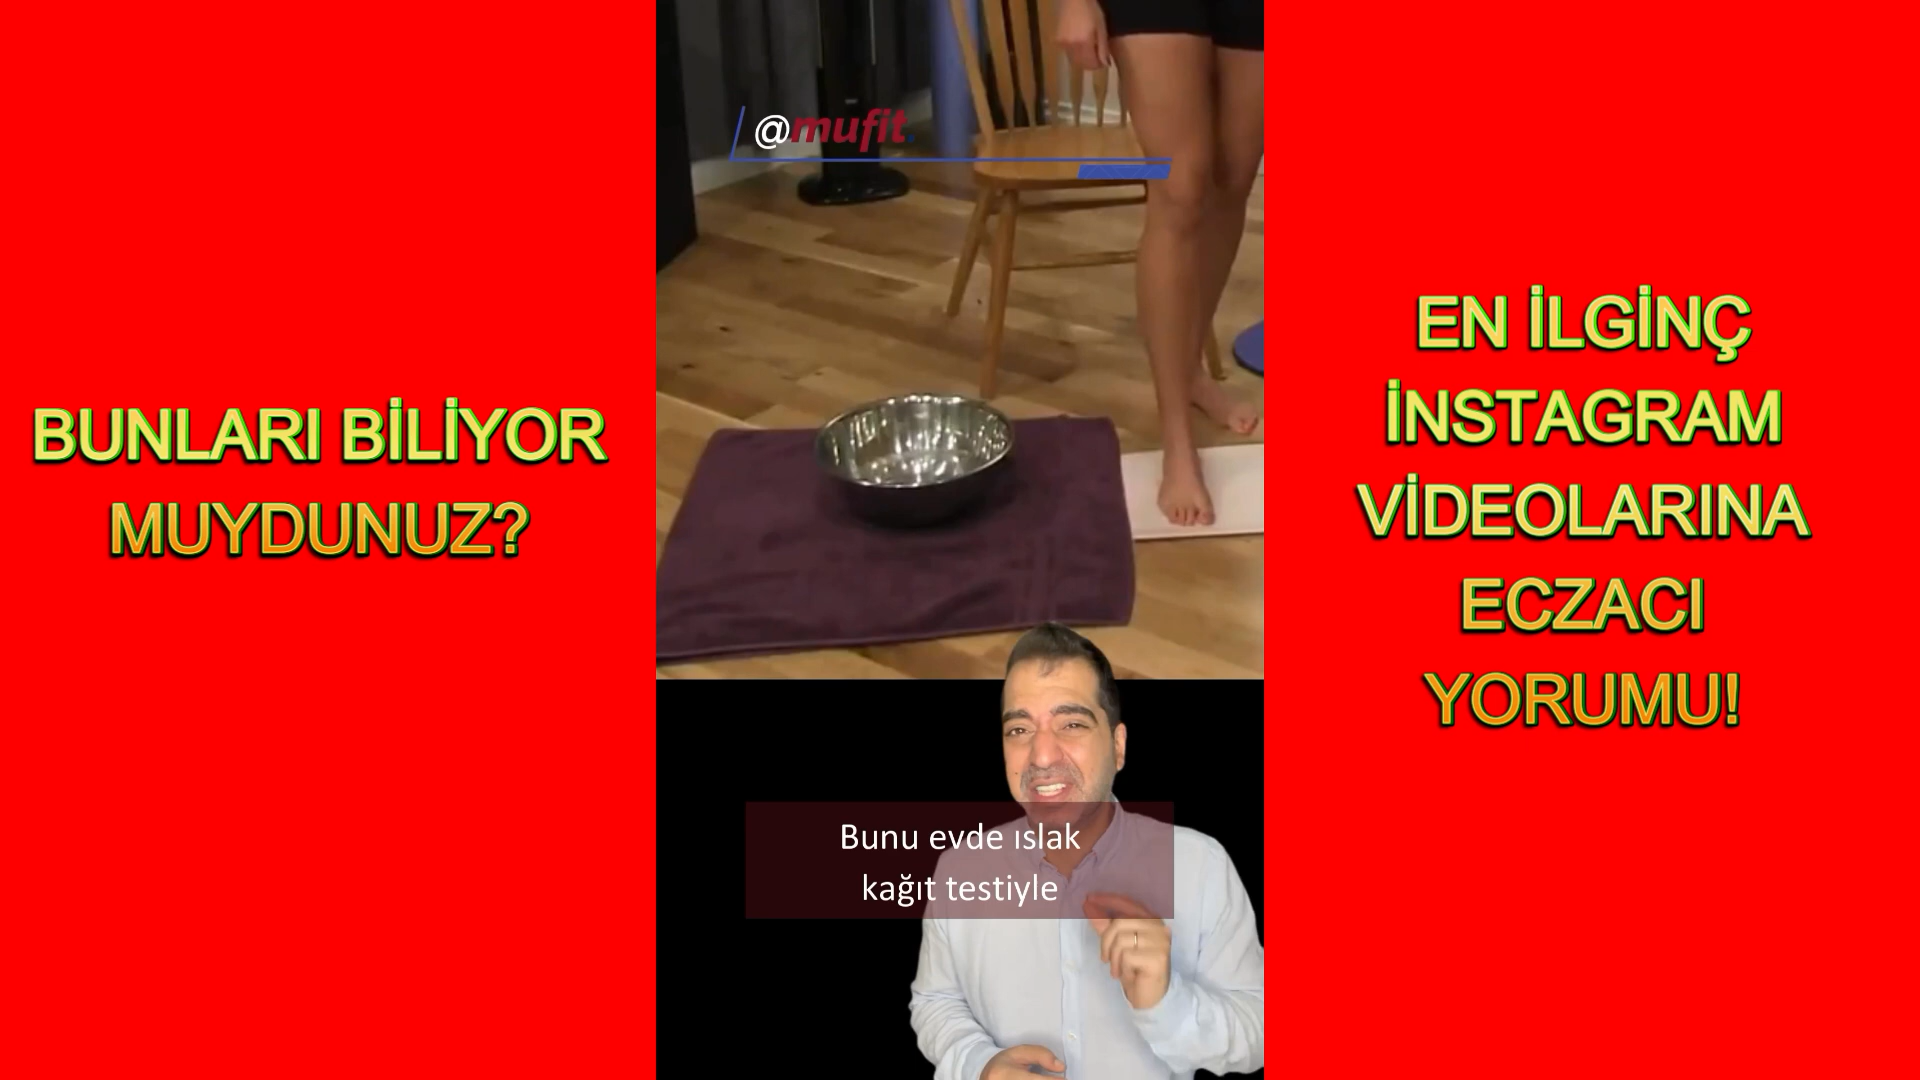 BUNLARI BİLİYOR
MUYDUNUZ?
@mufit.
Bunu evde ıslak
kağıt testiyle
EN İLGİNÇ
İNSTAGRAM
VİDEOLARINA
ECZACI
YORUMU!